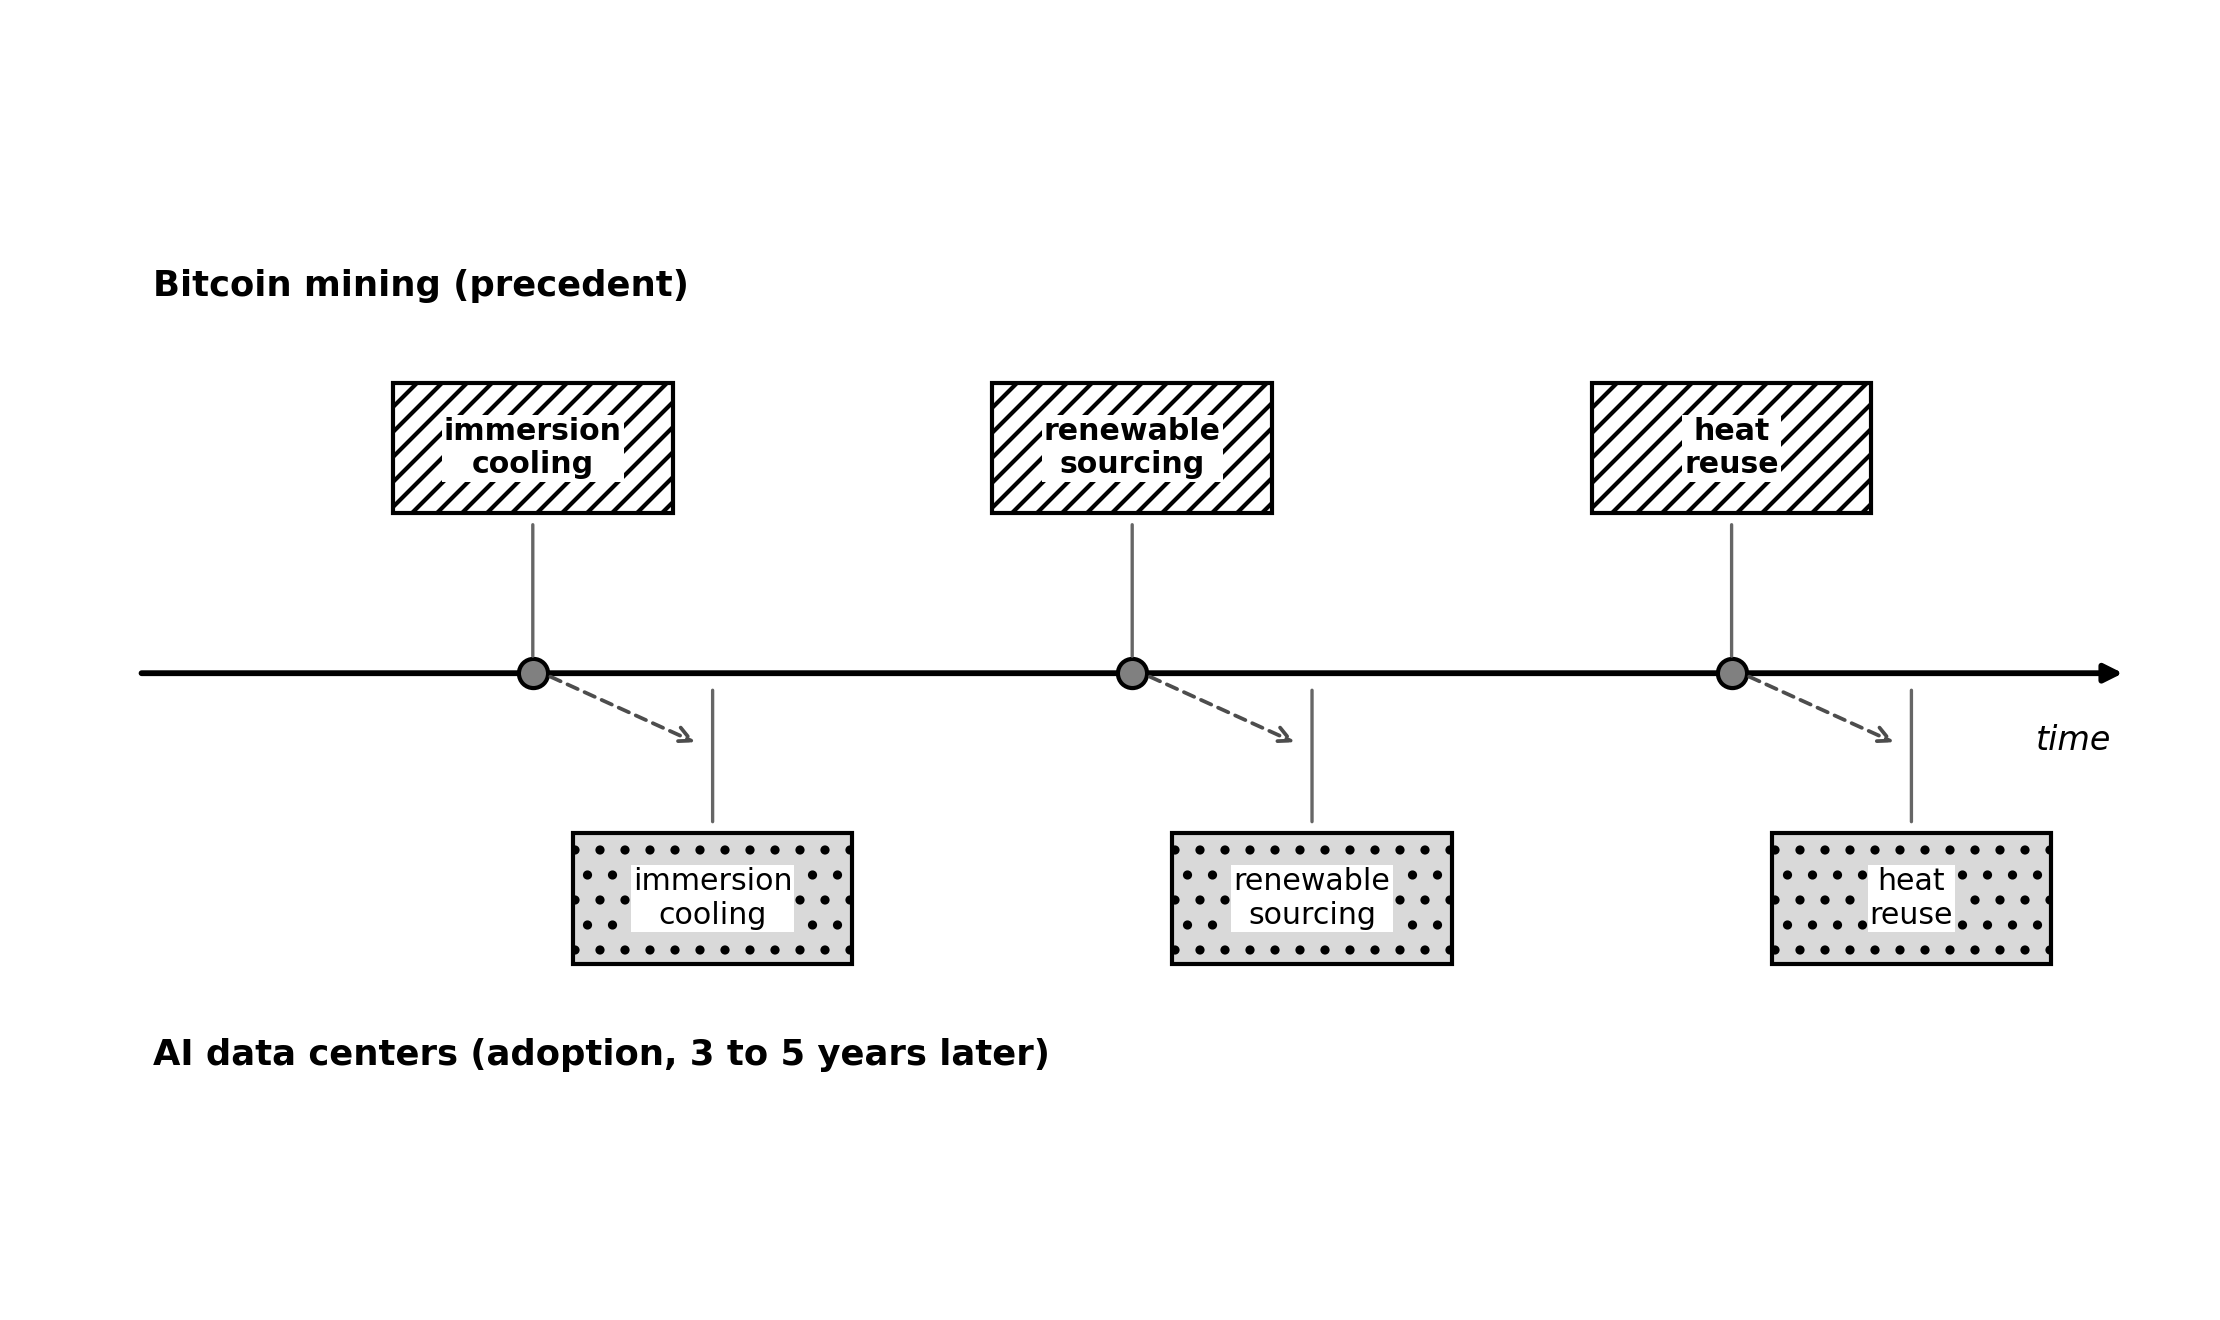 Bitcoin mining (precedent)
immersion
cooling
renewable
sourcing
heat
reuse
time
immersion
cooling
renewable
sourcing
heat
reuse
AI data centers (adoption, 3 to 5 years later)